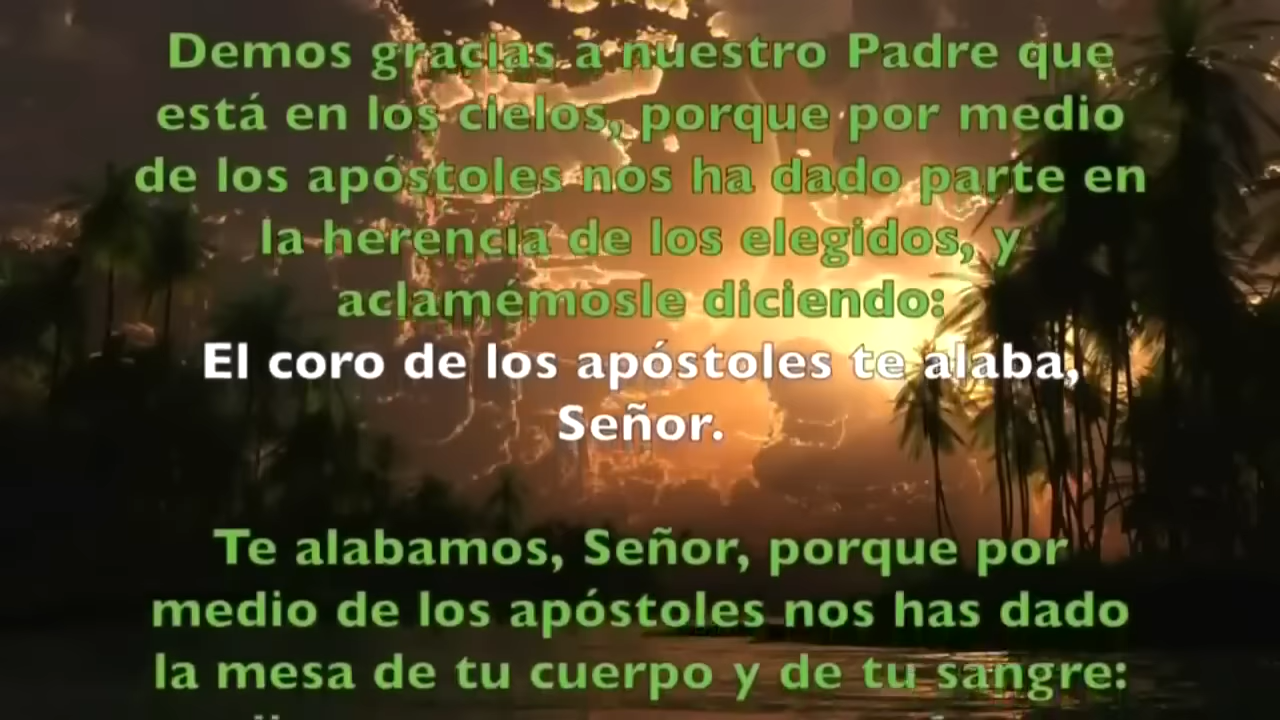 Demos gracias a nuestro Padre que
está en los cielos, porque por medio
de los apóstoles nos ha dado parte en
la herencia de los elegidos, y
aclamémosle diciendo:
El coro de los apóstoles te alaba,
Señor.
Te alabamos, Señor, porque por
medio de los apóstoles nos has dado
la mesa de tu cuerpo y de tu sangre: